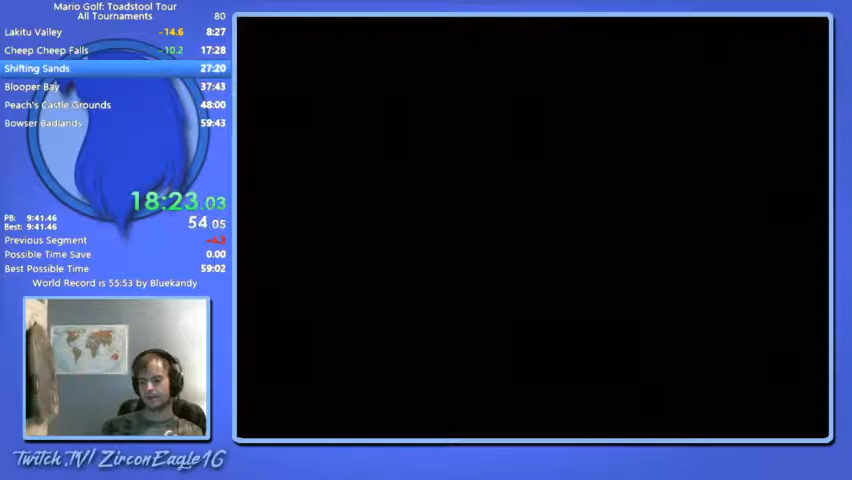 Mario Golf: Toadstool Tour
All Tournaments 80
Lakitu Valley -14.6 8:27
Cheep Cheep Falls -10.2 17:28
Shifting Sands 27:20
Blooper Bay 37:43
Peach's Castle Grounds 48:00
Bowser Badlands 59:43
18:23.03
PB: 9:41.46 54.05
Best: 9:41.46
Previous Segment
Possible Time Save 0.00
Best Possible Time 59:02
World Record is 55:53 by Bluekandy
Twitch.TV/ZirconEagle16